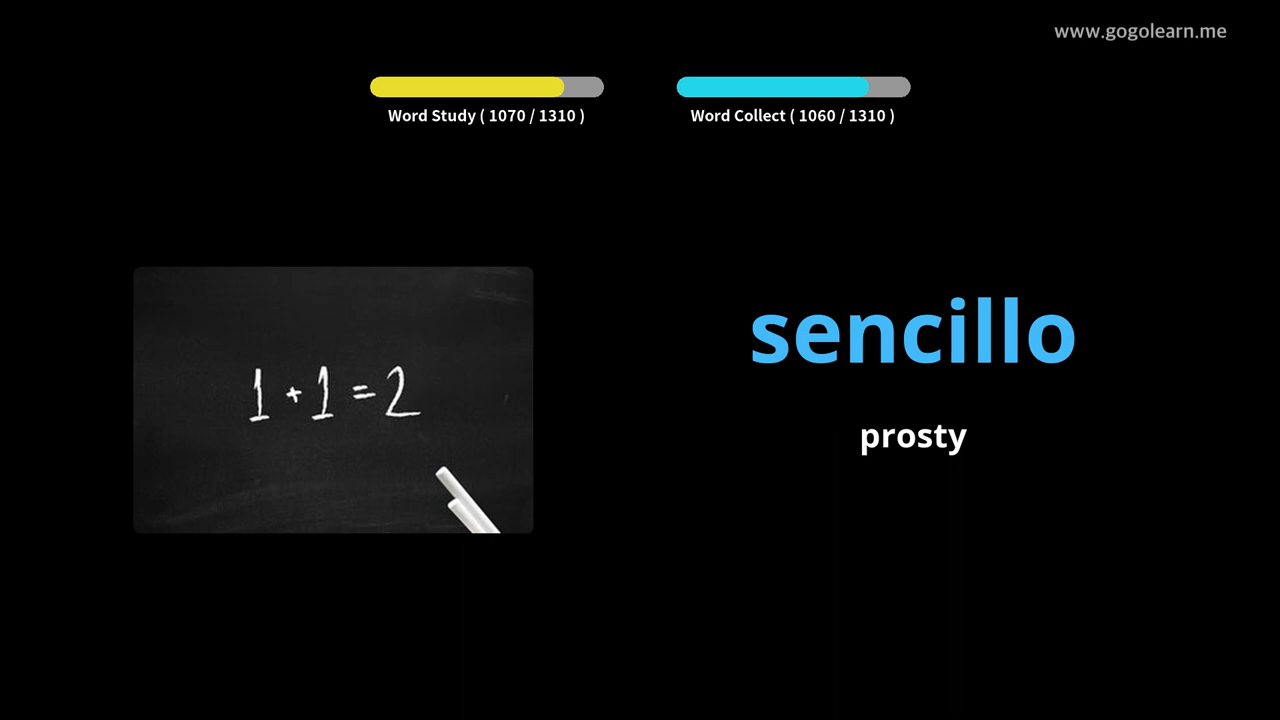 www.gogolearn.me
Word Study ( 1070 / 1310 )
Word Collect ( 1060 / 1310 )
1 + 1 = 2
sencillo
prosty